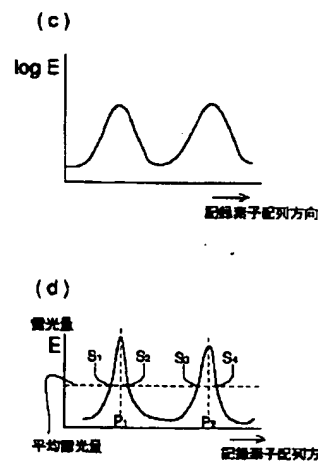 (c)
log E
記録素子配列方向
(d)
露光量
E
S₁ S₂ S₃ S₄
P₁ P₂
平均露光量
記録素子配列方